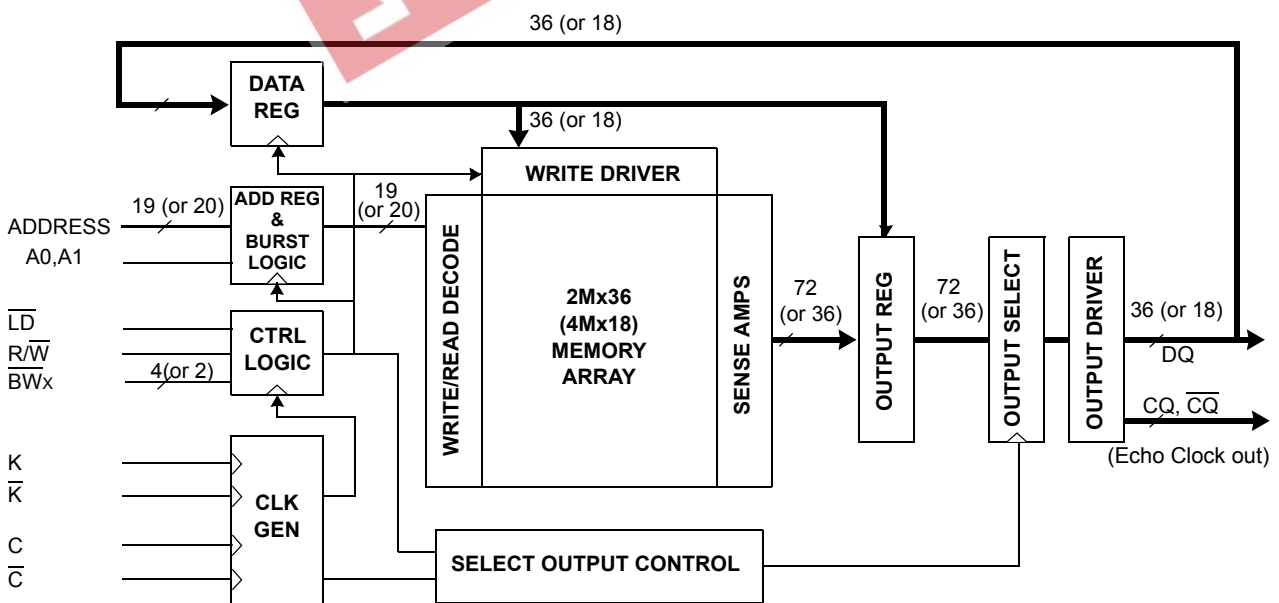 36 (or 18)
DATA
REG
36 (or 18)
WRITE DRIVER
ADDRESS
19 (or 20)
A0,A1
ADD REG
&
BURST
LOGIC
19
(or 20)
WRITE/READ DECODE
2Mx36
(4Mx18)
MEMORY
ARRAY
SENSE AMPS
72
(or 36)
OUTPUT REG
72
(or 36)
OUTPUT SELECT
OUTPUT DRIVER
36 (or 18)
DQ
CQ, C̅Q̅
(Echo Clock out)
L̅D̅
R/W̅
B̅W̅x
4(or 2)
CTRL
LOGIC
K
K̅
C
C̅
CLK
GEN
SELECT OUTPUT CONTROL